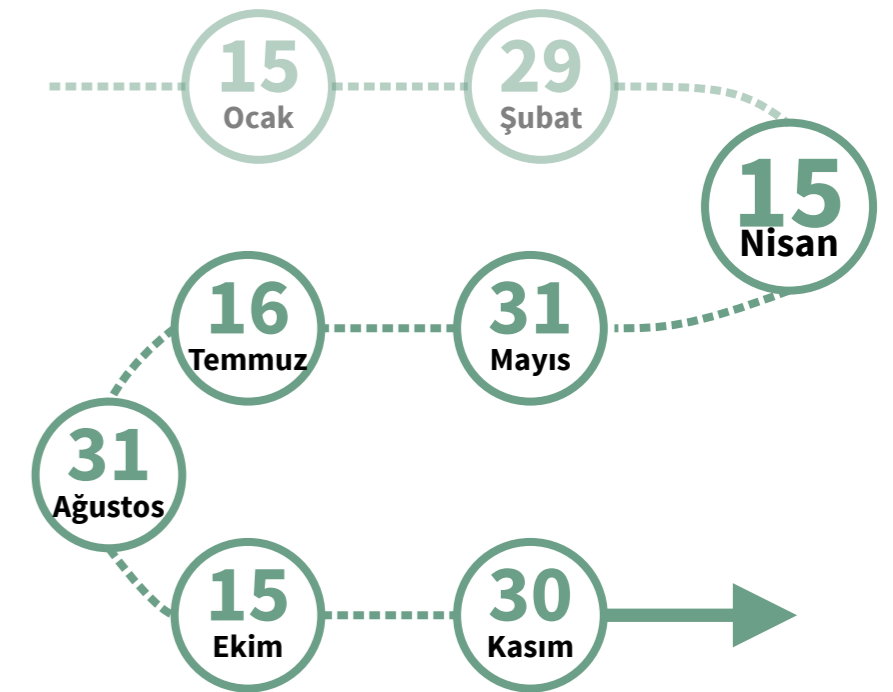 15
Ocak
29
Şubat
15
Nisan
31
Mayıs
16
Temmuz
31
Ağustos
15
Ekim
30
Kasım